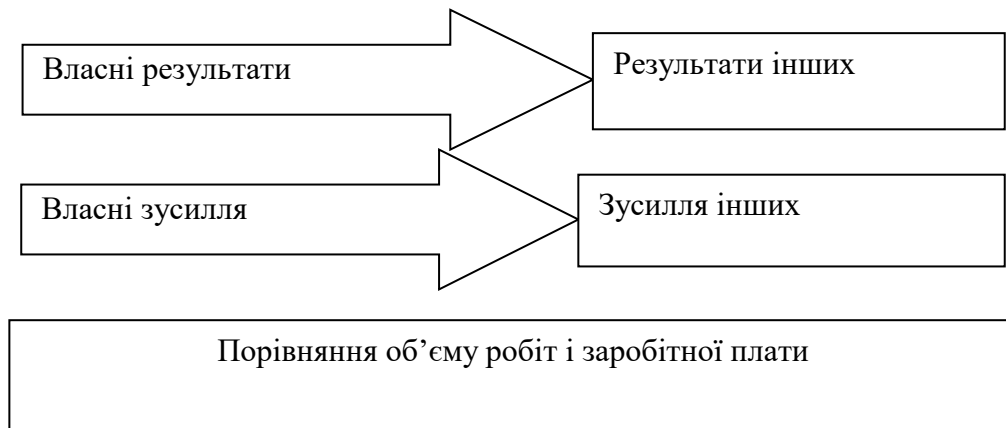 Власні результати
Результати інших
Власні зусилля
Зусилля інших
Порівняння об’єму робіт і заробітної плати